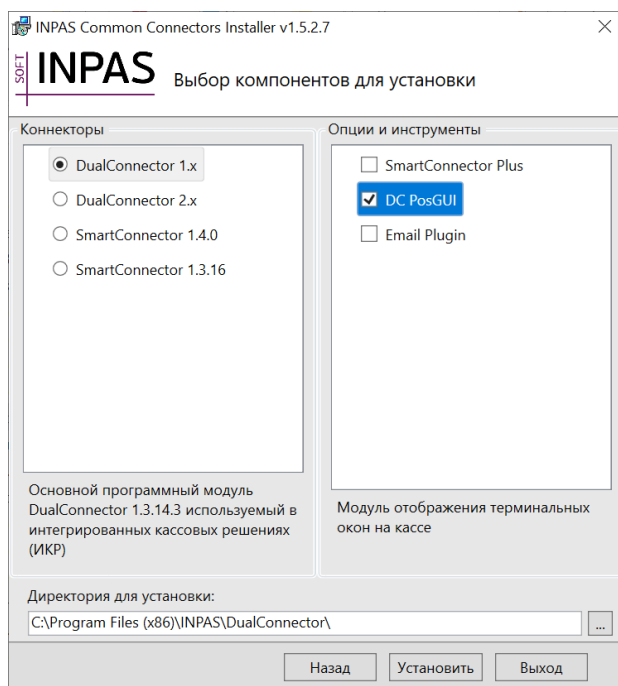 INPAS Common Connectors Installer v1.5.2.7
SOFT
INPAS
Выбор компонентов для установки
Коннекторы
DualConnector 1.x
DualConnector 2.x
SmartConnector 1.4.0
SmartConnector 1.3.16
Основной программный модуль
DualConnector 1.3.14.3 используемый в
интегрированных кассовых решениях
(ИКР)
Опции и инструменты
SmartConnector Plus
DC PosGUI
Email Plugin
Модуль отображения терминальных
окон на кассе
Директория для установки:
C:\Program Files (x86)\INPAS\DualConnector\
...
Назад
Установить
Выход